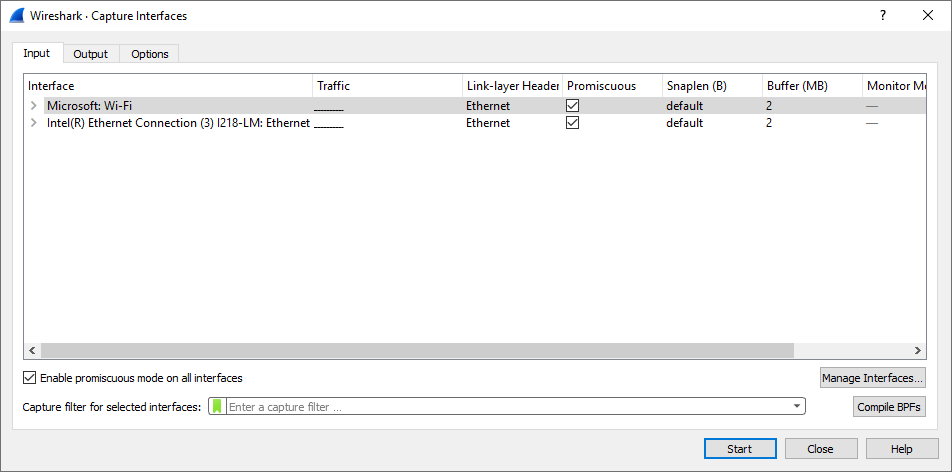 Wireshark · Capture Interfaces
?
Input Output Options
Interface Traffic Link-layer Header Promiscuous Snaplen (B) Buffer (MB) Monitor Mo
Microsoft: Wi-Fi Ethernet default 2 —
Intel(R) Ethernet Connection (3) I218-LM: Ethernet Ethernet default 2 —
Enable promiscuous mode on all interfaces
Manage Interfaces...
Capture filter for selected interfaces: Enter a capture filter ... Compile BPFs
Start Close Help